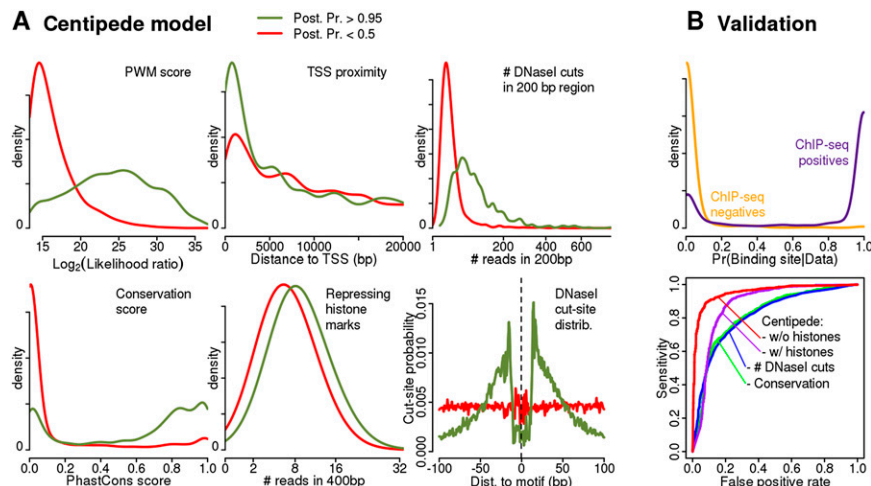 A Centipede model
Post. Pr. > 0.95
Post. Pr. < 0.5
PWM score
density
0
15 20 25 30 35
Log2(Likelihood ratio)
TSS proximity
density
0
0 5000 10000 20000
Distance to TSS (bp)
# DNaseI cuts
in 200 bp region
density
0
200 400 600
# reads in 200bp
Conservation
score
density
0
0.0 0.2 0.4 0.6 0.8 1.0
PhastCons score
Repressing
histone
marks
density
0
0 2 8 16 32
# reads in 400bp
DNaseI
cut-site
distrib.
Cut-site probability
0.000 0.005 0.010 0.015
-100 -50 0 50 100
Dist. to motif (bp)
B Validation
density
0
ChIP-seq
positives
ChIP-seq
negatives
0.0 0.2 0.4 0.6 0.8 1.0
Pr(Binding site|Data)
Sensitivity
0.0 0.2 0.4 0.6 0.8 1.0
Centipede:
- w/o histones
- w/ histones
- # DNaseI cuts
- Conservation
0.0 0.2 0.4 0.6 0.8 1.0
False positive rate